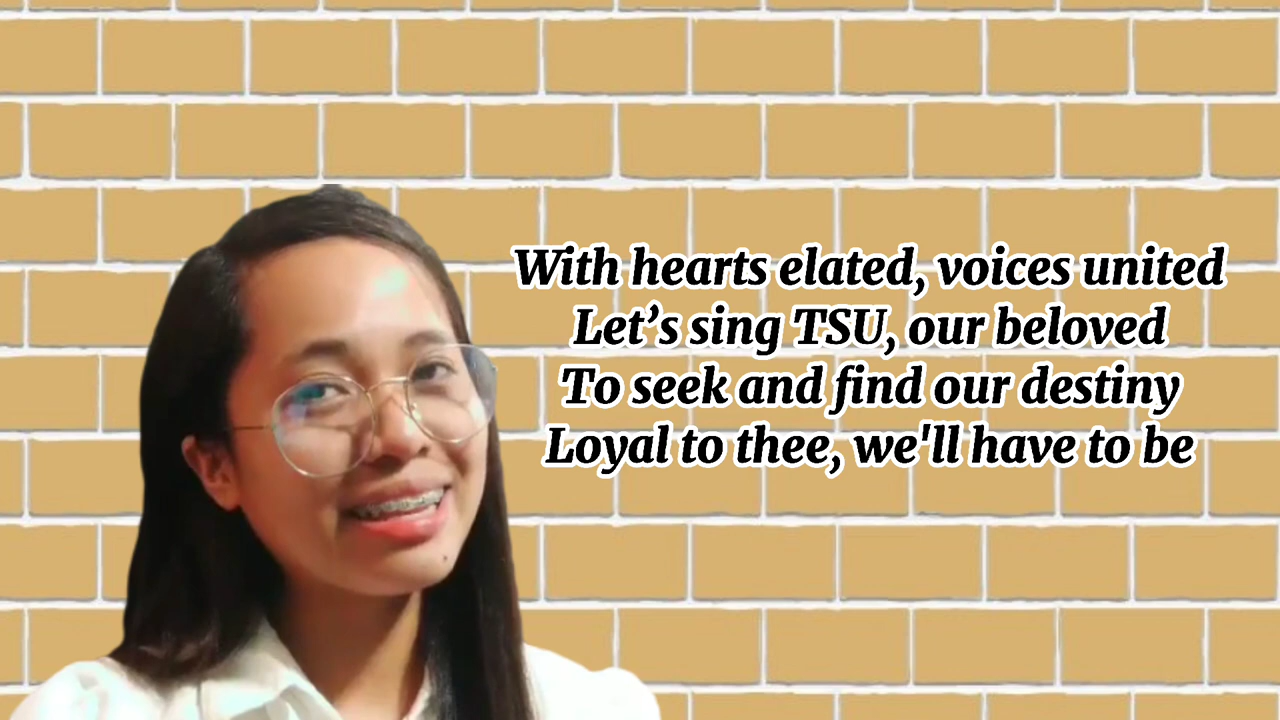 With hearts elated, voices united
Let’s sing TSU, our beloved
To seek and find our destiny
Loyal to thee, we'll have to be